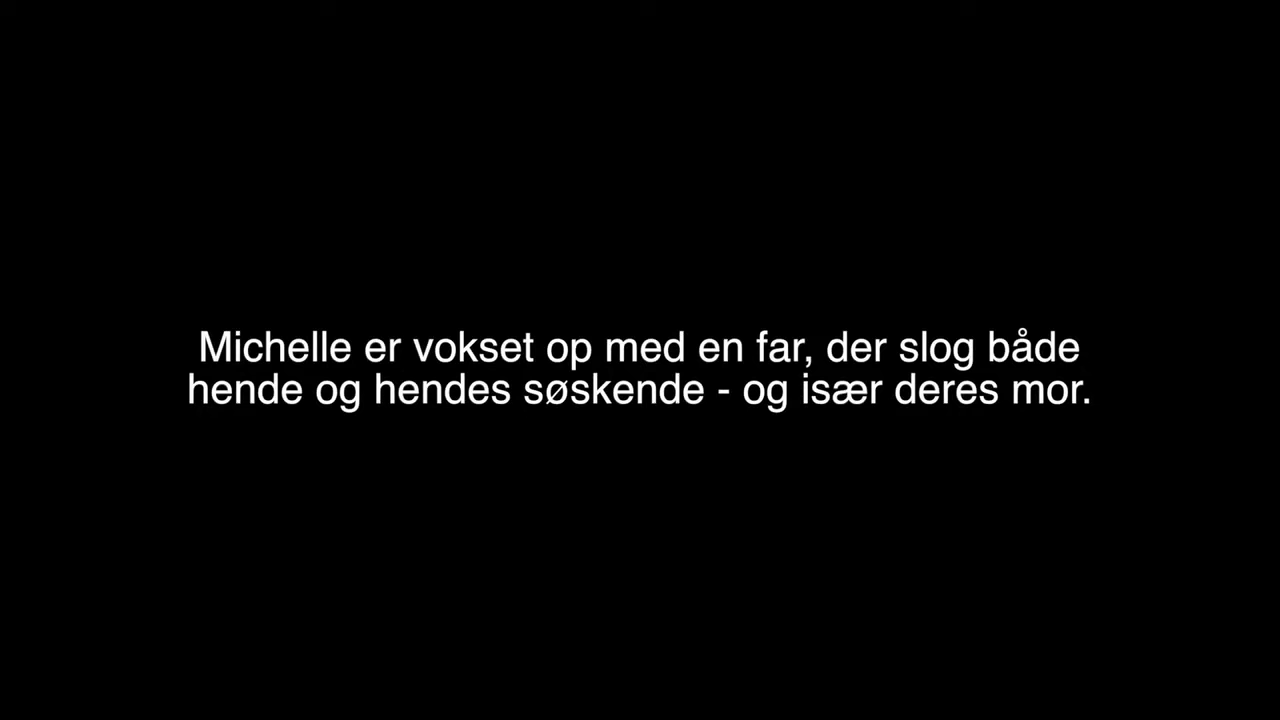 Michelle er vokset op med en far, der slog både
hende og hendes søskende - og især deres mor.